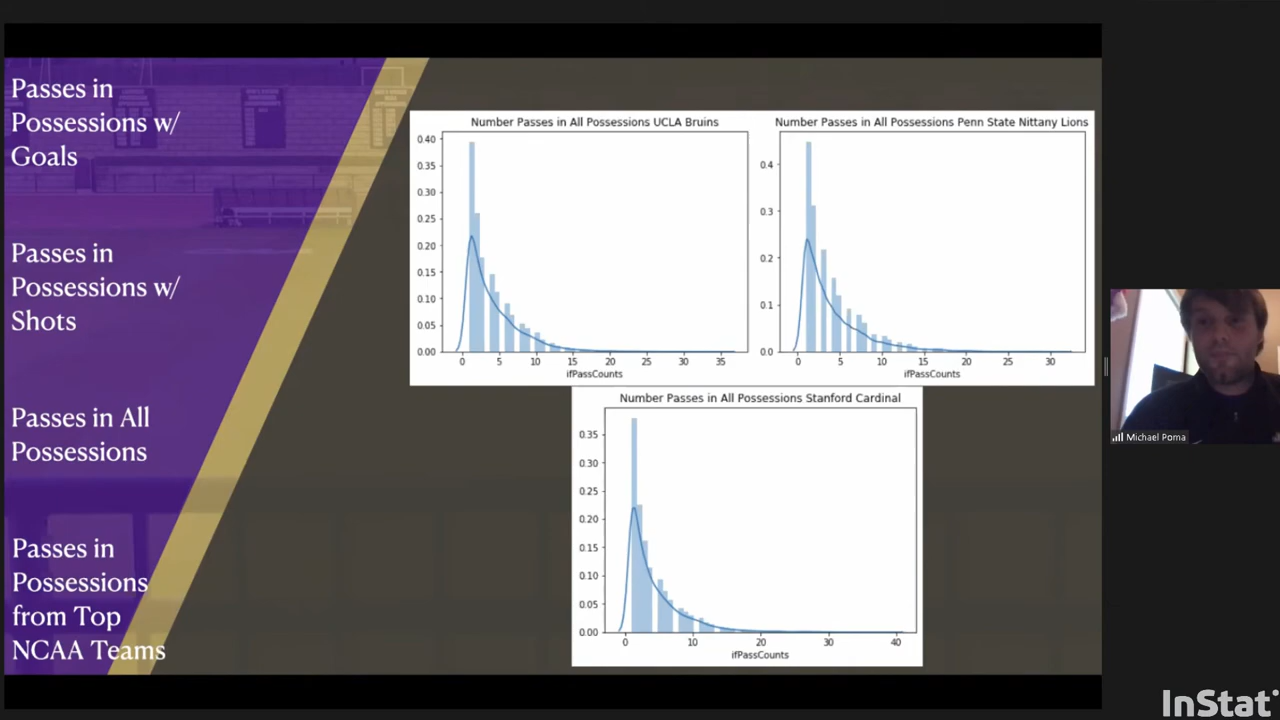 Passes in
Possessions w/
Goals
Passes in
Possessions w/
Shots
Passes in All
Possessions
Passes in
Possessions
from Top
NCAA Teams
Number Passes in All Possessions UCLA Bruins
0.40
0.35
0.30
0.25
0.20
0.15
0.10
0.05
0.00
0 5 10 15 20 25 30 35
ifPassCounts
Number Passes in All Possessions Penn State Nittany Lions
0.4
0.3
0.2
0.1
0.0
0 5 10 15 20 25 30
ifPassCounts
Number Passes in All Possessions Stanford Cardinal
0.35
0.30
0.25
0.20
0.15
0.10
0.05
0.00
0 10 20 30 40
ifPassCounts
Michael Poma
InStat